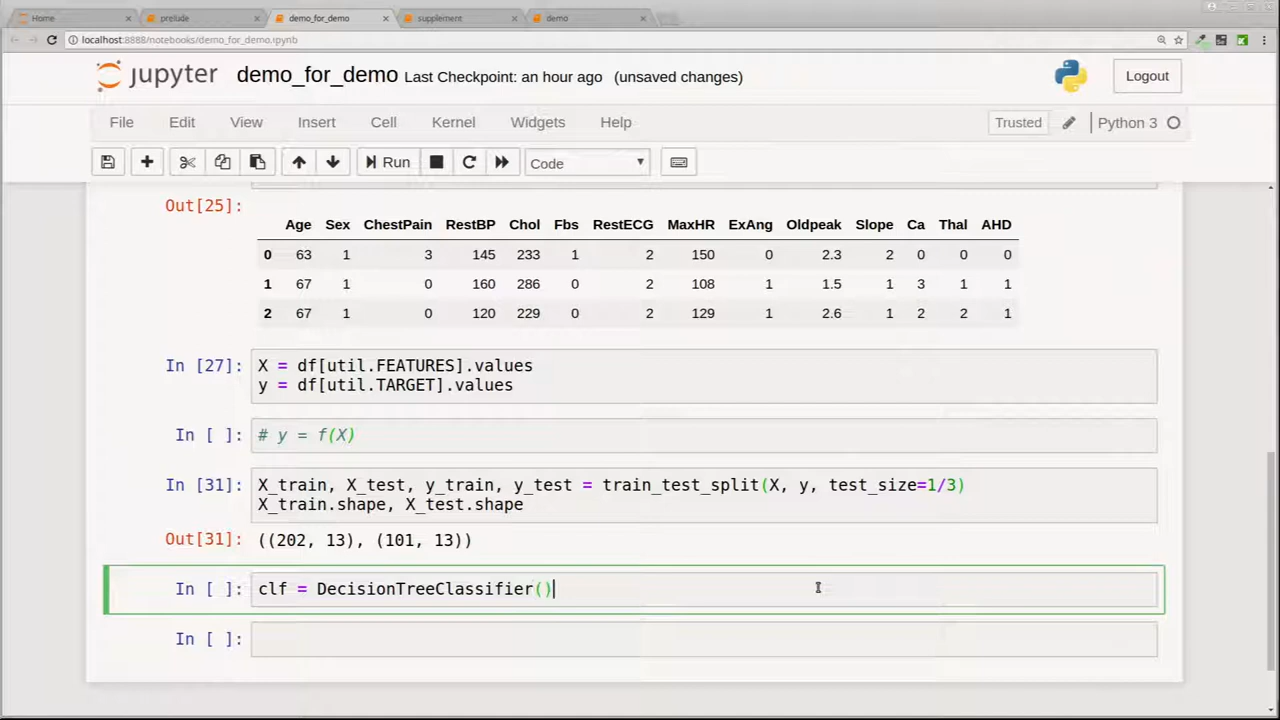 Home
prelude
demo_for_demo
supplement
demo
localhost:8888/notebooks/demo_for_demo.ipynb
jupyter demo_for_demo Last Checkpoint: an hour ago (unsaved changes) Logout
File Edit View Insert Cell Kernel Widgets Help Trusted Python 3
Run Code
Out[25]:
Age Sex ChestPain RestBP Chol Fbs RestECG MaxHR ExAng Oldpeak Slope Ca Thal AHD
0 63 1 3 145 233 1 2 150 0 2.3 2 0 0 0
1 67 1 0 160 286 0 2 108 1 1.5 1 3 1 1
2 67 1 0 120 229 0 2 129 1 2.6 1 2 2 1
In [27]: X = df[util.FEATURES].values
y = df[util.TARGET].values
In [ ]: # y = f(X)
In [31]: X_train, X_test, y_train, y_test = train_test_split(X, y, test_size=1/3)
X_train.shape, X_test.shape
Out[31]: ((202, 13), (101, 13))
In [ ]: clf = DecisionTreeClassifier()
In [ ]: